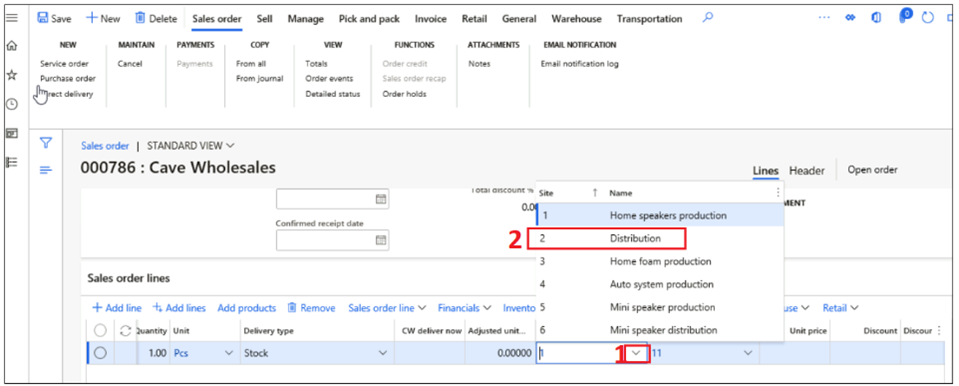 Save New Delete Sales order Sell Manage Pick and pack Invoice Retail General Warehouse Transportation ... 0
NEW MAINTAIN PAYMENTS COPY VIEW FUNCTIONS ATTACHMENTS EMAIL NOTIFICATION
Service order Cancel Payments From all Totals Order credit Notes Email notification log
Purchase order From journal Order events Sales order recap
rect delivery Detailed status Order holds
Sales order | STANDARD VIEW
000786 : Cave Wholesales
Lines Header Open order
Total discount % Site Name MENT
0.0
1 Home speakers production
Confirmed receipt date
2 2 Distribution
3 Home foam production
Sales order lines 4 Auto system production
5 Mini speaker production
Add line Add lines Add products Remove Sales order line Financials Invento use Retail
6 Mini speaker distribution
Quantity Unit Delivery type CW deliver now Adjusted unit... Unit price Discount Discour
1.00 Pcs Stock 0.00000 1 1 11